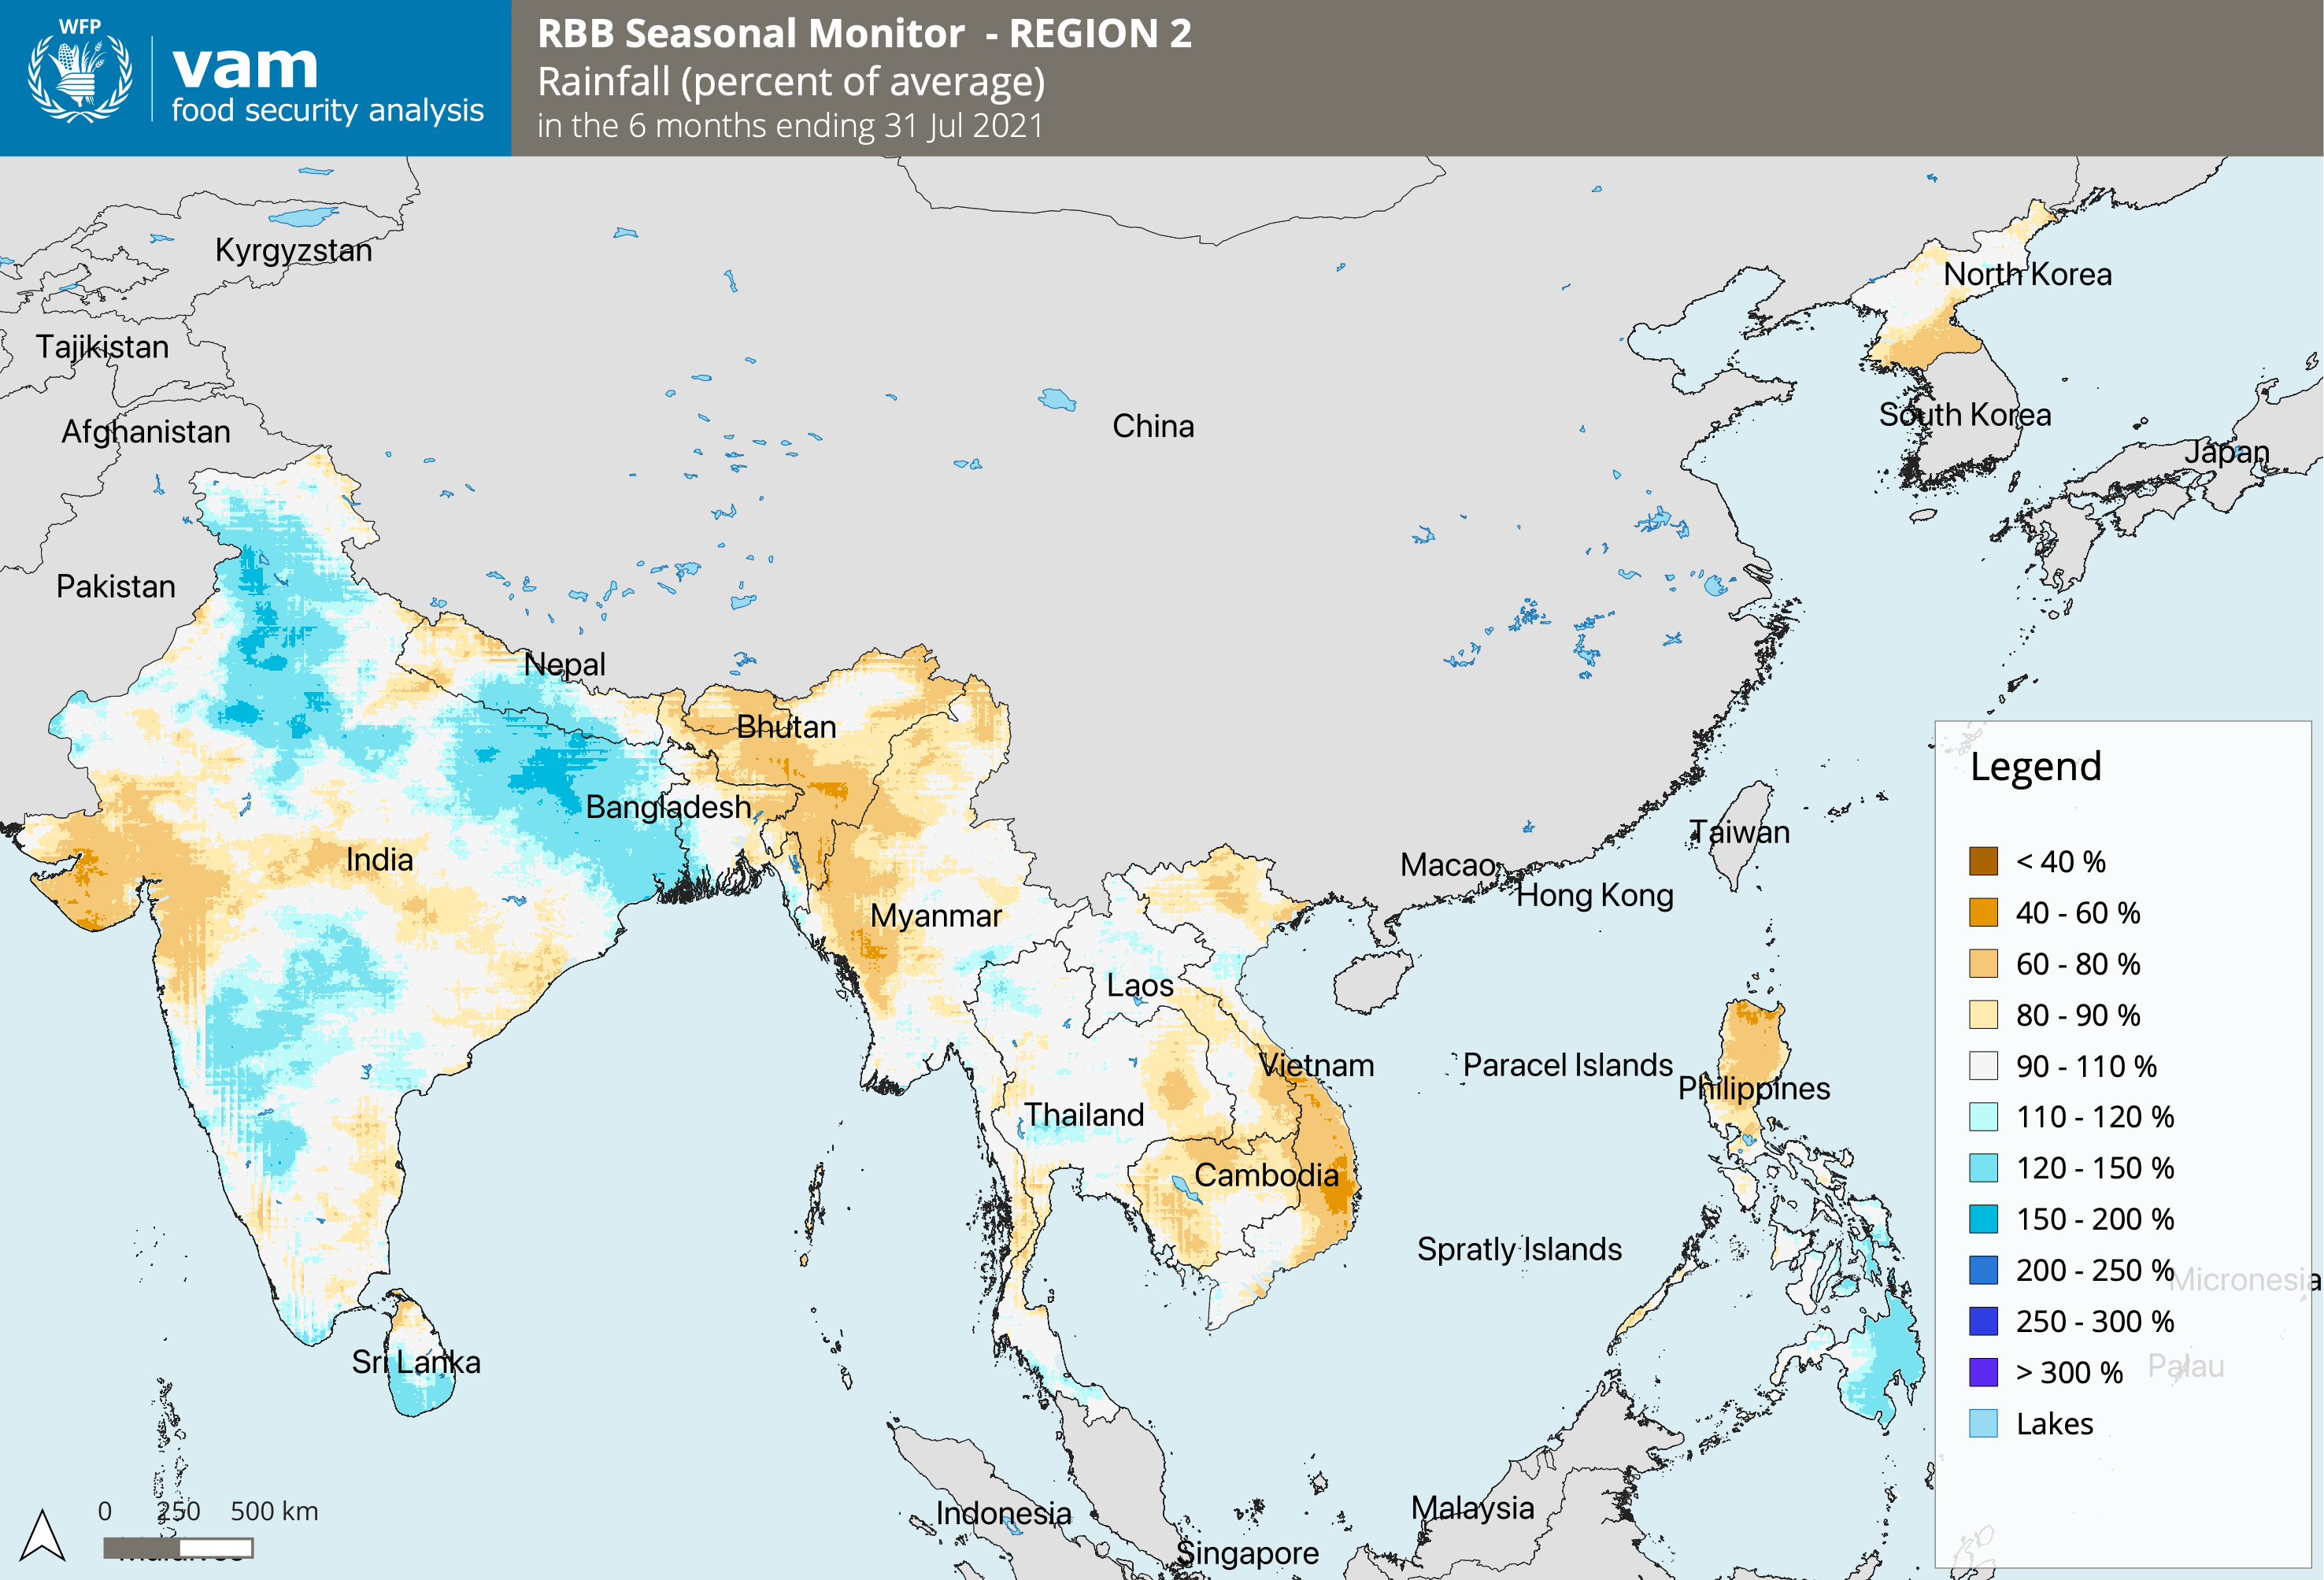 WFP
vam
food security analysis
RBB Seasonal Monitor - REGION 2
Rainfall (percent of average)
in the 6 months ending 31 Jul 2021
Kyrgyzstan
North Korea
Tajikistan
South Korea
China
Afghanistan
Japan
Pakistan
Nepal
Bhutan
Bangladesh
Taiwan
India
Macao
Hong Kong
Myanmar
Laos
Vietnam
Paracel Islands
Philippines
Thailand
Cambodia
Spratly Islands
Sri Lanka
Indonesia
Malaysia
Singapore
Legend
< 40 %
40 - 60 %
60 - 80 %
80 - 90 %
90 - 110 %
110 - 120 %
120 - 150 %
150 - 200 %
200 - 250 %
Micronesia
250 - 300 %
> 300 %
Palau
Lakes
0 250 500 km